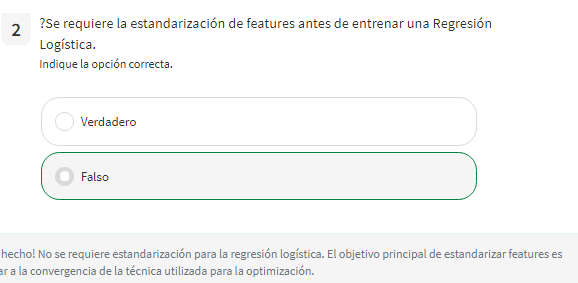 2
?Se requiere la estandarización de features antes de entrenar una Regresión
Logística.
Indique la opción correcta.
Verdadero
Falso
hecho! No se requiere estandarización para la regresión logística. El objetivo principal de estandarizar features es
ar a la convergencia de la técnica utilizada para la optimización.